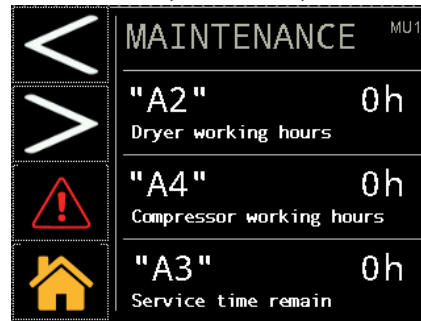 MAINTENANCE MU1
"A2" 0h
Dryer working hours
"A4" 0h
Compressor working hours
"A3" 0h
Service time remain